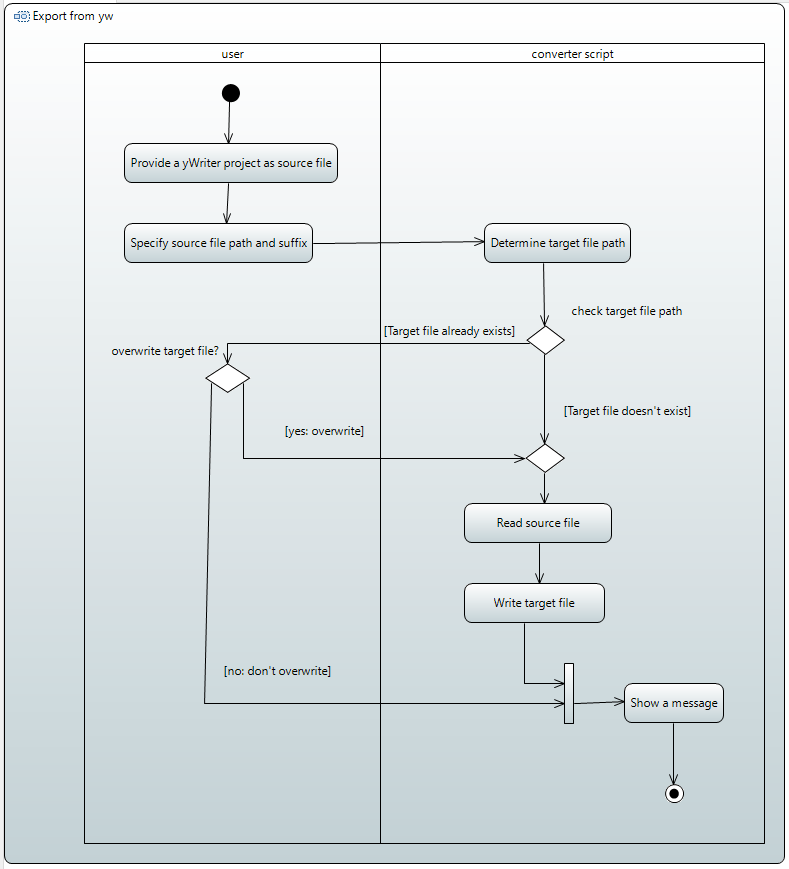 Export from yw
user
converter script
Provide a yWriter project as source file
Specify source file path and suffix
Determine target file path
check target file path
[Target file already exists]
overwrite target file?
[Target file doesn't exist]
[yes: overwrite]
Read source file
Write target file
[no: don't overwrite]
Show a message